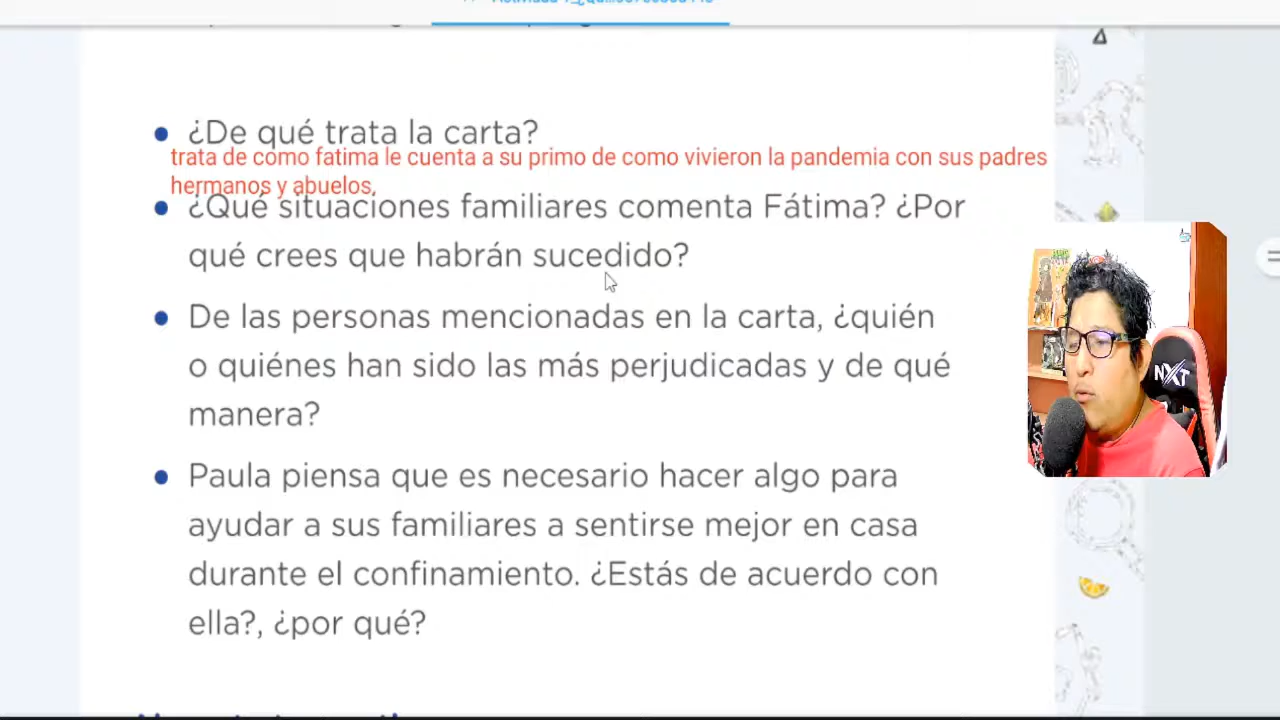 ¿De qué trata la carta?
trata de como fatima le cuenta a su primo de como vivieron la pandemia con sus padres
hermanos y abuelos,
¿Qué situaciones familiares comenta Fátima? ¿Por
qué crees que habrán sucedido?
De las personas mencionadas en la carta, ¿quién
o quiénes han sido las más perjudicadas y de qué
manera?
Paula piensa que es necesario hacer algo para
ayudar a sus familiares a sentirse mejor en casa
durante el confinamiento. ¿Estás de acuerdo con
ella?, ¿por qué?
NXT